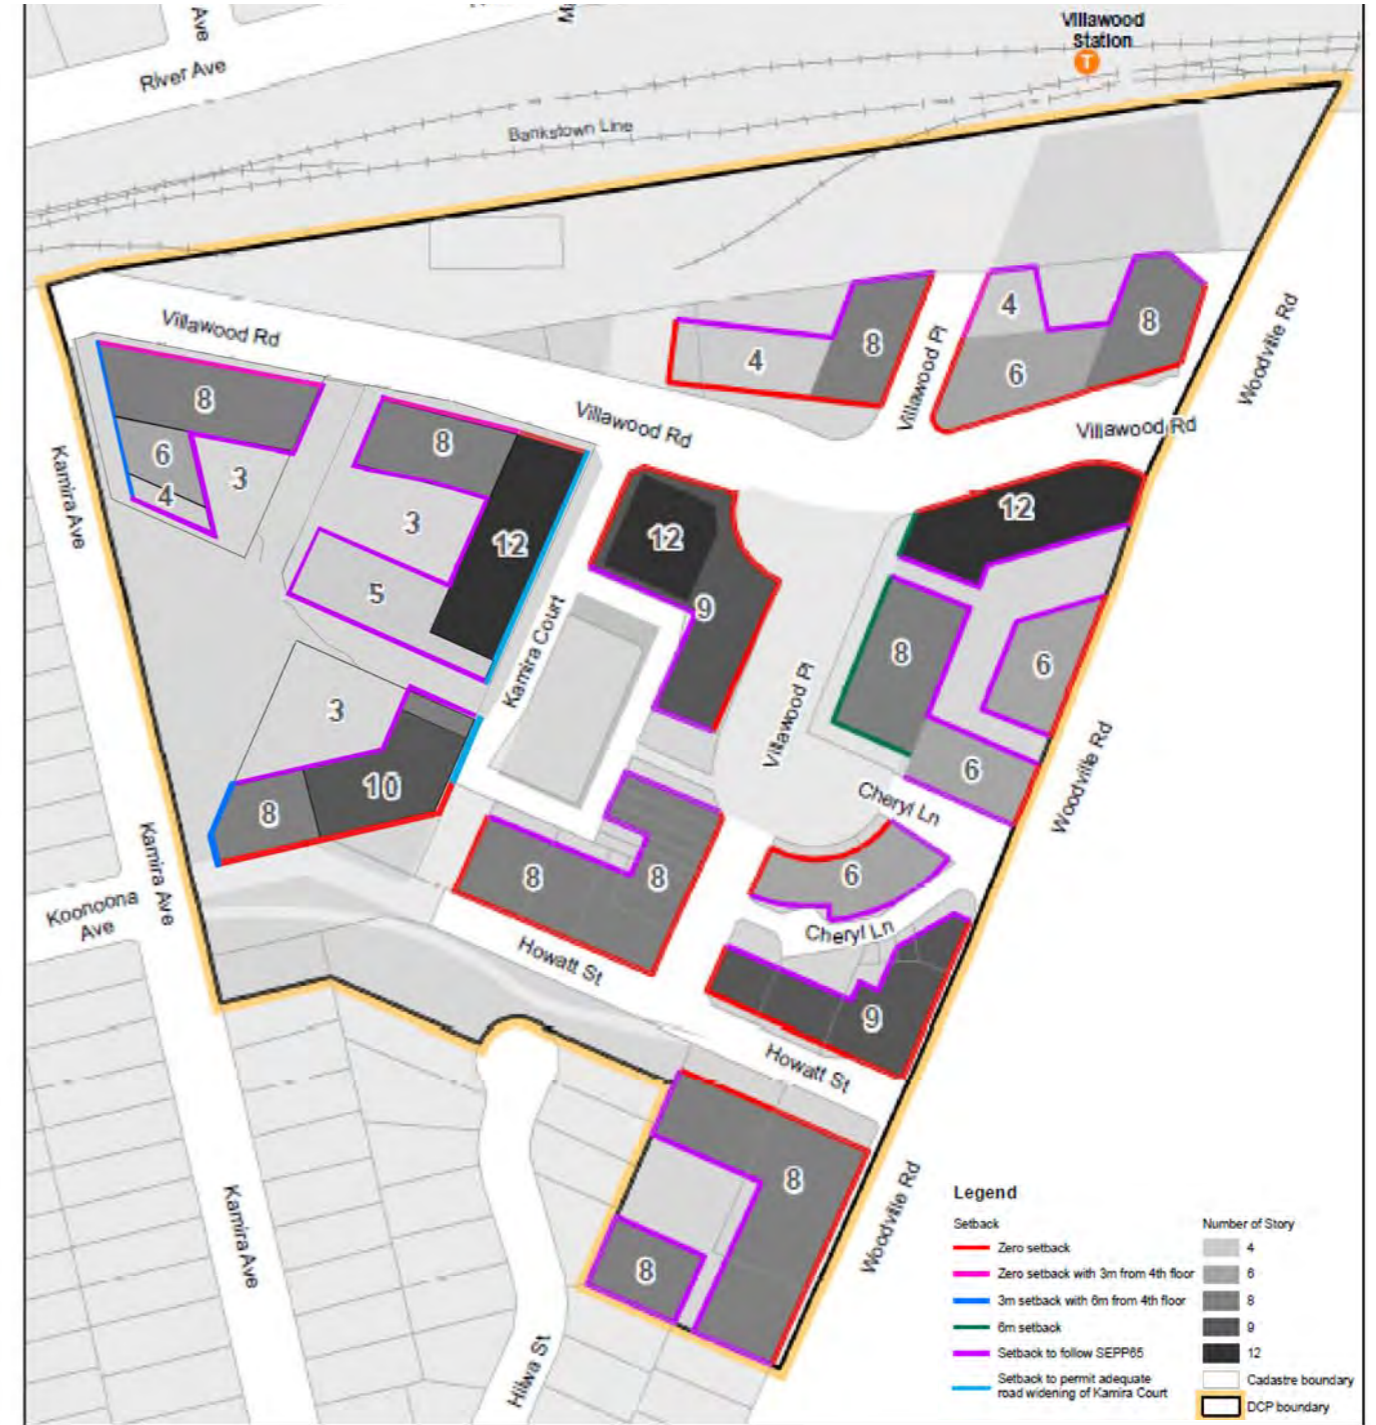 Ave
River Ave
Villawood
Station
T
Bankstown Line
Villawood Rd
4
8
4
8
6
Villawood Pl
Woodville Rd
8
6
4
3
Kamira Ave
Villawood Rd
Villawood Rd
8
3
12
5
12
9
12
Kamira Court
8
6
Villawood Pl
6
Woodville Rd
3
10
8
Cheryl Ln
6
8
8
Kamira Ave
Koonoona
Ave
Cheryl Ln
Howatt St
9
Howatt St
8
8
Woodville Rd
Kamira Ave
Hilwa St
Legend
Setback
Zero setback
Zero setback with 3m from 4th floor
3m setback with 6m from 4th floor
6m setback
Setback to follow SEPP65
Setback to permit adequate
road widening of Kamira Court
Number of Story
4
6
8
9
12
Cadastre boundary
DCP boundary